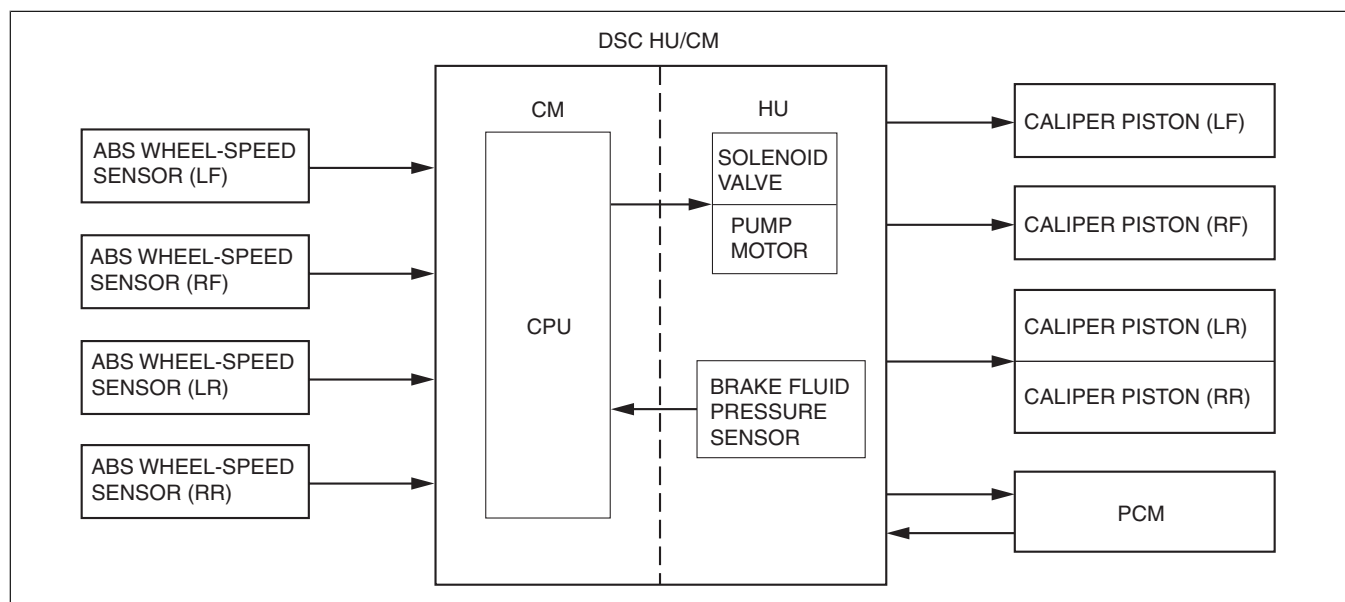 DSC HU/CM
CM
HU
ABS WHEEL-SPEED
SENSOR (LF)
ABS WHEEL-SPEED
SENSOR (RF)
ABS WHEEL-SPEED
SENSOR (LR)
ABS WHEEL-SPEED
SENSOR (RR)
CPU
SOLENOID
VALVE
PUMP
MOTOR
BRAKE FLUID
PRESSURE
SENSOR
CALIPER PISTON (LF)
CALIPER PISTON (RF)
CALIPER PISTON (LR)
CALIPER PISTON (RR)
PCM